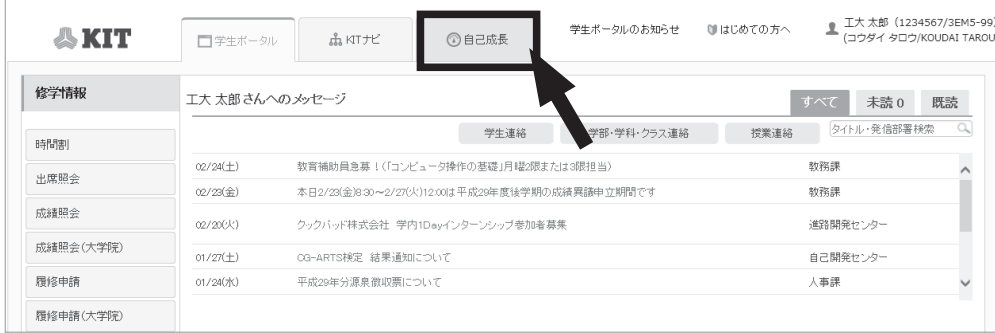 KIT
学生ポータル
KITナビ
自己成長
学生ポータルのお知らせ
はじめての方へ
工大 太郎 (1234567/3EM5-99)
(コウダイ タロウ/KOUDAI TAROU
修学情報
時間割
出席照会
成績照会
成績照会(大学院)
履修申請
履修申請(大学院)
工大 太郎さんへのメッセージ
すべて 未読 0 既読
学生連絡 学部・学科・クラス連絡 授業連絡 タイトル・発信部署検索
02/24(土) 教育補助員急募!(「コンピュータ操作の基礎」月曜2限または3限担当) 教務課
02/23(金) 本日2/23(金)8:30~2/27(火)12:00は平成29年度後学期の成績異議申立期間です 教務課
02/20(火) クックパッド株式会社 学内1Dayインターンシップ参加者募集 進路開発センター
01/27(土) CG-ARTS検定 結果通知について 自己開発センター
01/24(水) 平成29年分源泉徴収票について 人事課